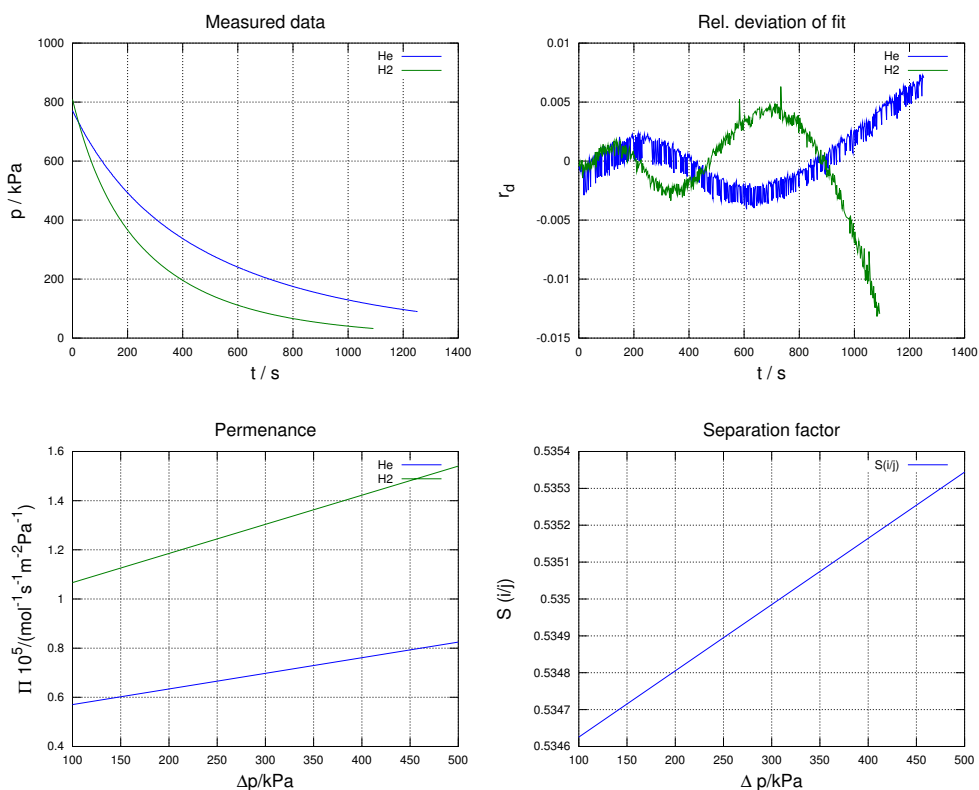 Measured data
1000
800
600
400
200
0
p / kPa
He
H2
0 200 400 600 800 1000 1200 1400
t / s
Rel. deviation of fit
0.01
0.005
0
-0.005
-0.01
-0.015
r_d
He
H2
0 200 400 600 800 1000 1200 1400
t / s
Permenance
1.6
1.4
1.2
1
0.8
0.6
0.4
Π 10^5/(mol^-1s^-1m^-2Pa^-1)
He
H2
100 150 200 250 300 350 400 450 500
Δp/kPa
Separation factor
0.5354
0.5353
0.5352
0.5351
0.535
0.5349
0.5348
0.5347
0.5346
S (i/j)
S(i/j)
100 150 200 250 300 350 400 450 500
Δ p/kPa